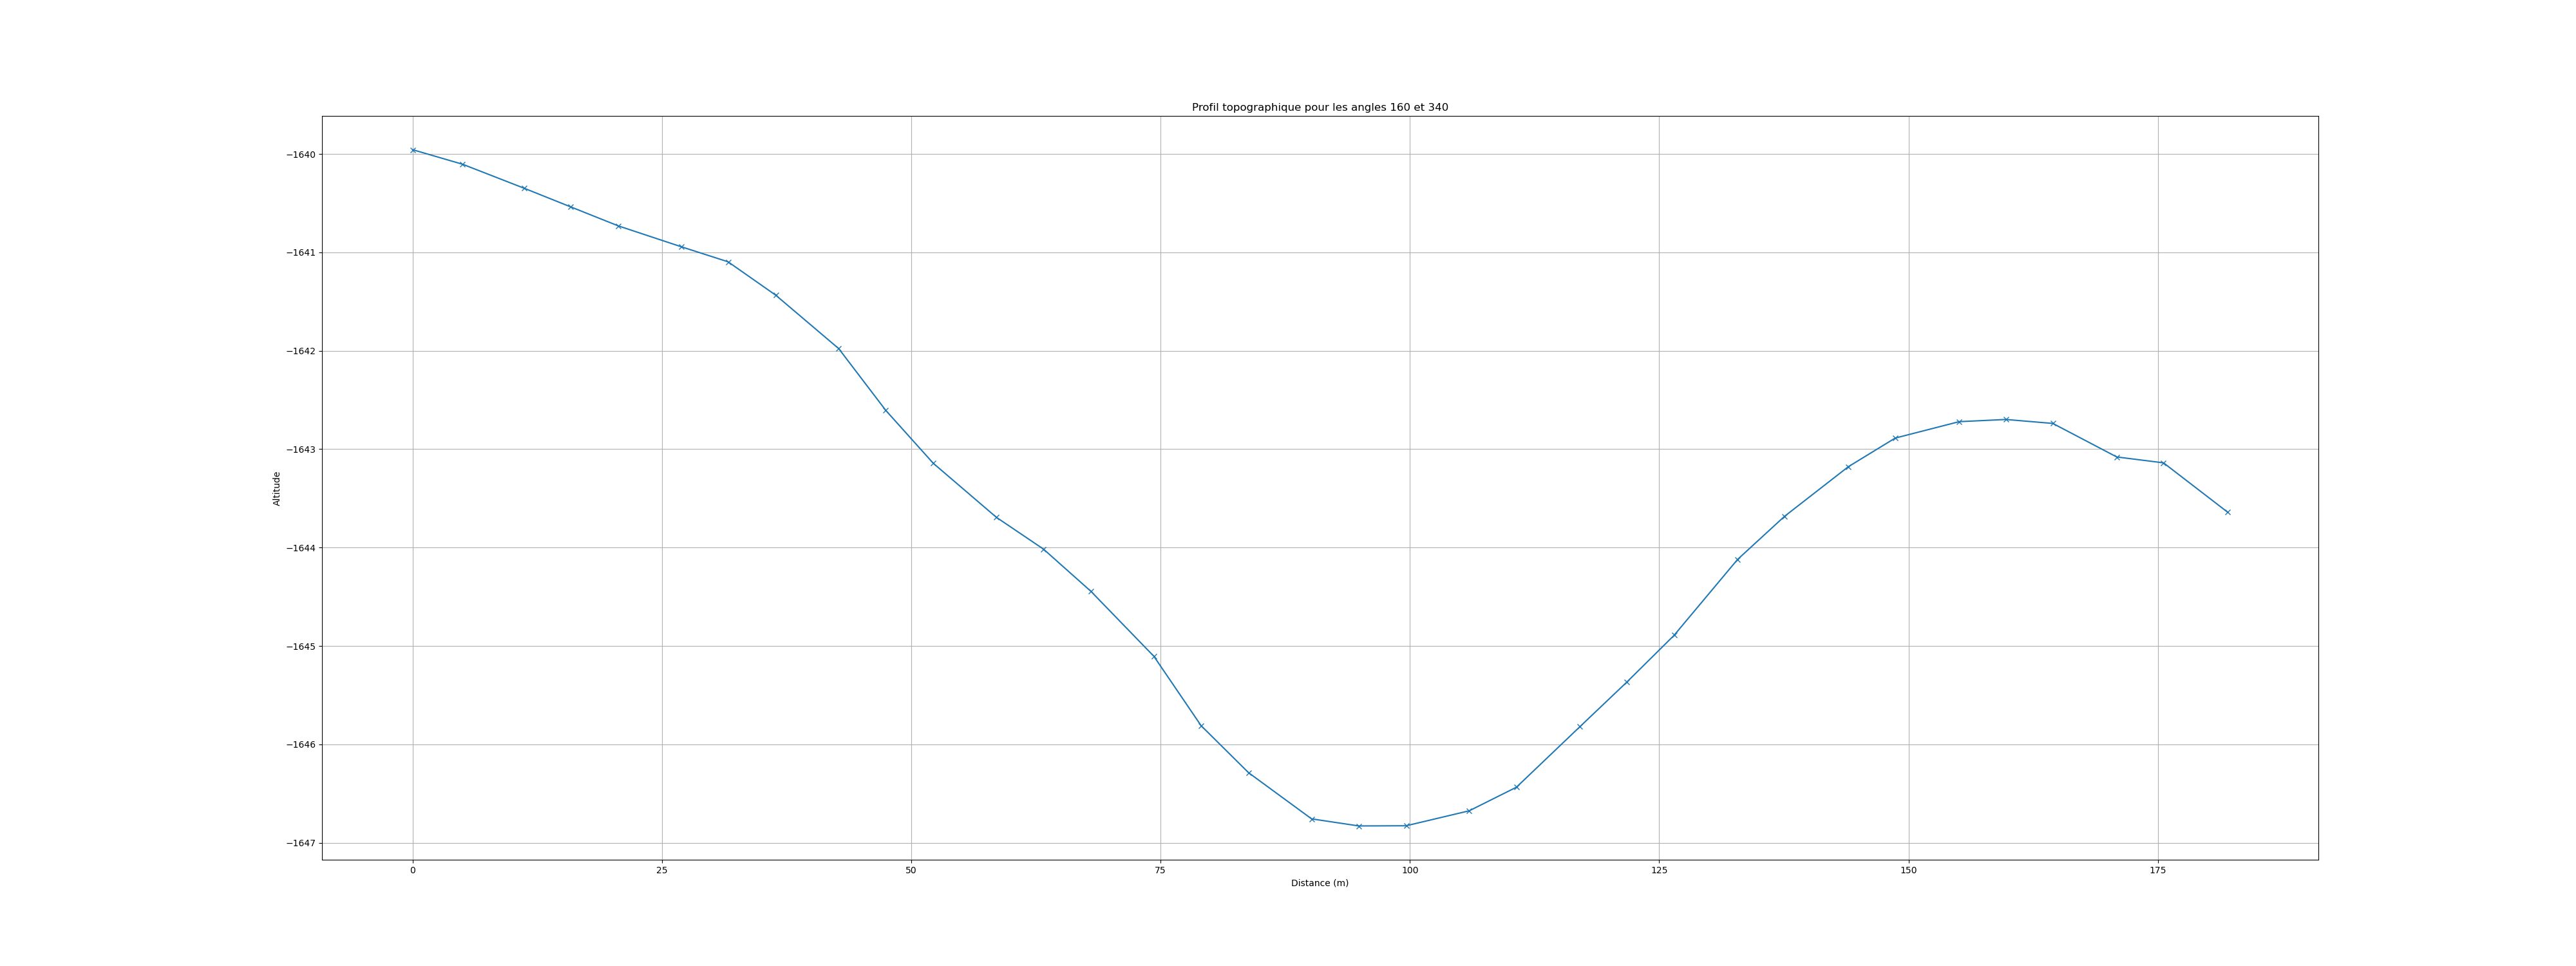 Profil topographique pour les angles 160 et 340
−1640
−1641
−1642
−1643
−1644
−1645
−1646
−1647
Altitude
0 25 50 75 100 125 150 175
Distance (m)